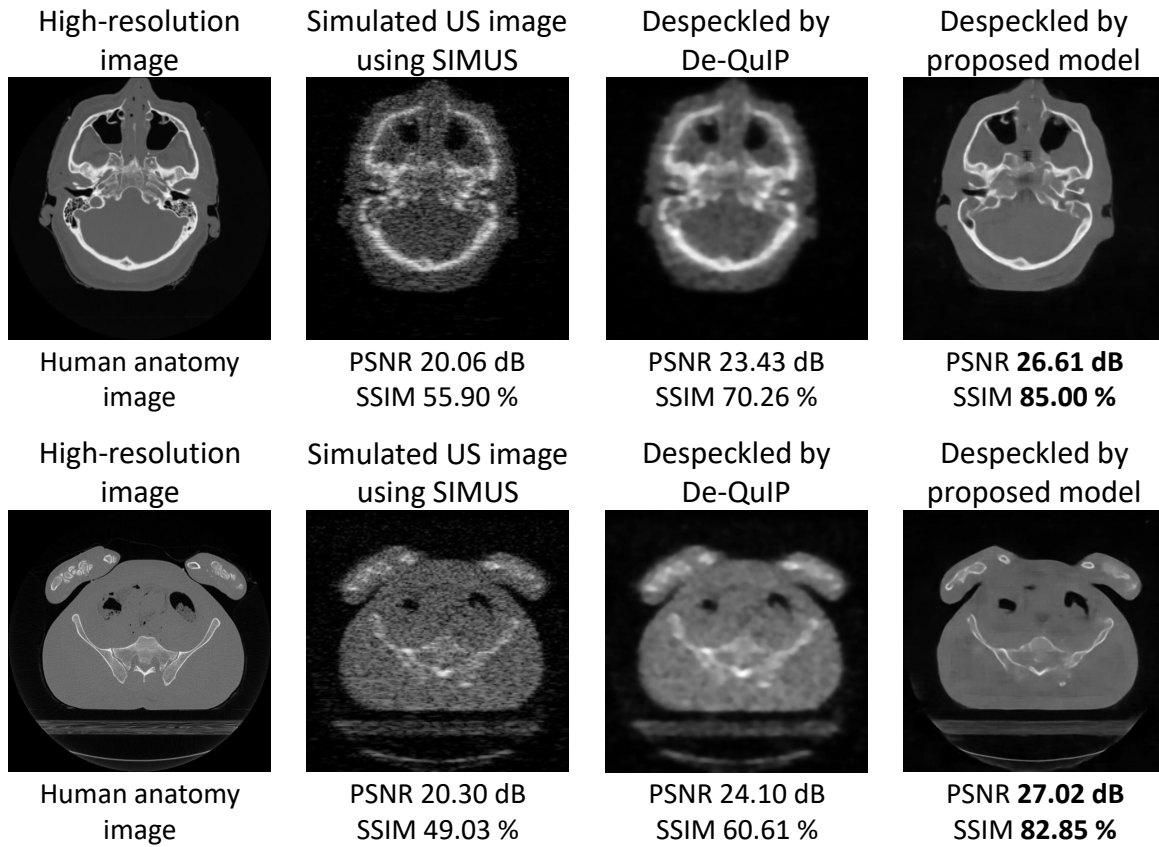 High-resolution
image
Simulated US image
using SIMUS
Despeckled by
De-QuIP
Despeckled by
proposed model
Human anatomy
image
PSNR 20.06 dB
SSIM 55.90 %
PSNR 23.43 dB
SSIM 70.26 %
PSNR 26.61 dB
SSIM 85.00 %
High-resolution
image
Simulated US image
using SIMUS
Despeckled by
De-QuIP
Despeckled by
proposed model
Human anatomy
image
PSNR 20.30 dB
SSIM 49.03 %
PSNR 24.10 dB
SSIM 60.61 %
PSNR 27.02 dB
SSIM 82.85 %